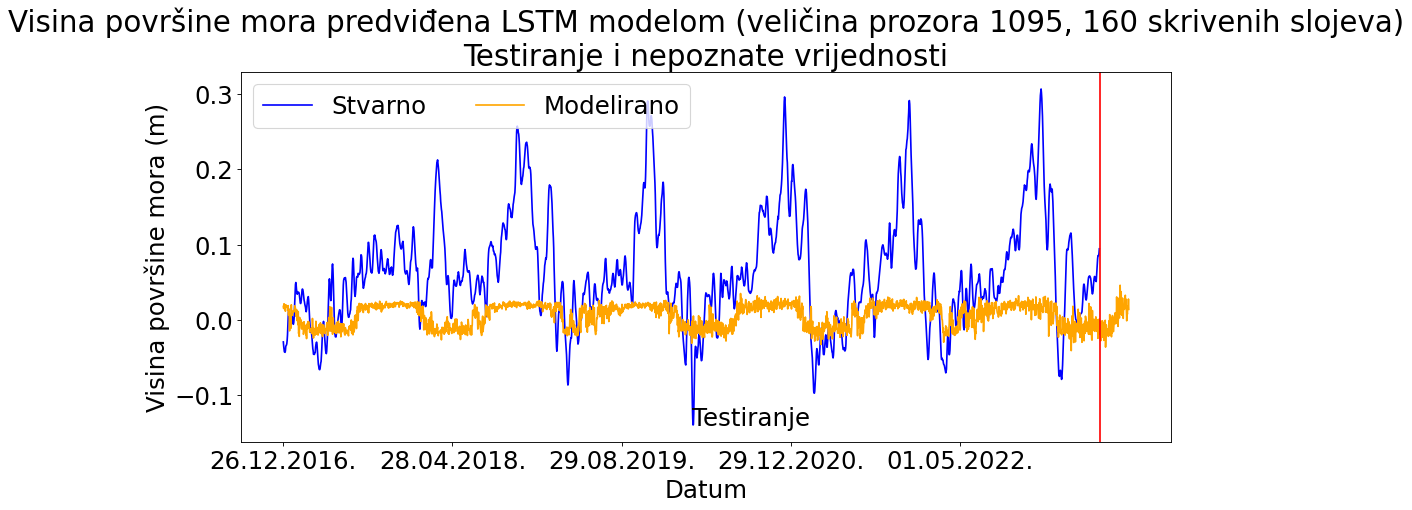 Visina površine mora predviđena LSTM modelom (veličina prozora 1095, 160 skrivenih slojeva)
Testiranje i nepoznate vrijednosti
Stvarno
Modelirano
Visina površine mora (m)
0.3
0.2
0.1
0.0
−0.1
Testiranje
26.12.2016.
28.04.2018.
29.08.2019.
29.12.2020.
01.05.2022.
Datum